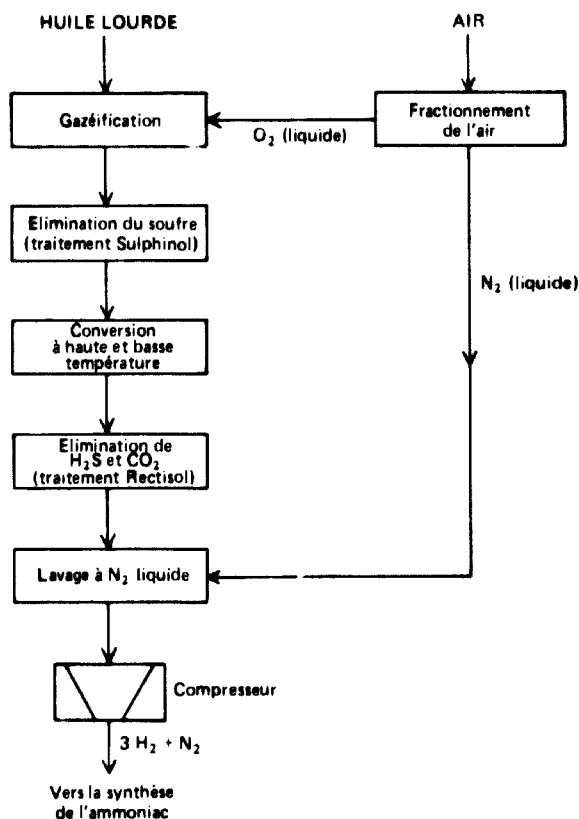 HUILE LOURDE
AIR
Gazéification
Fractionnement
de l'air
O₂ (liquide)
Elimination du soufre
(traitement Sulphinol)
N₂ (liquide)
Conversion
à haute et basse
température
Elimination de
H₂S et CO₂
(traitement Rectisol)
Lavage à N₂ liquide
Compresseur
3 H₂ + N₂
Vers la synthèse
de l'ammoniac